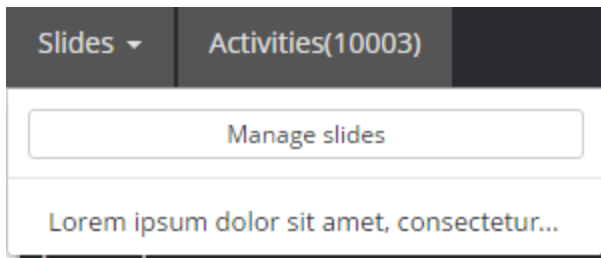 Slides Activities(10003)
Manage slides
Lorem ipsum dolor sit amet, consectetur...